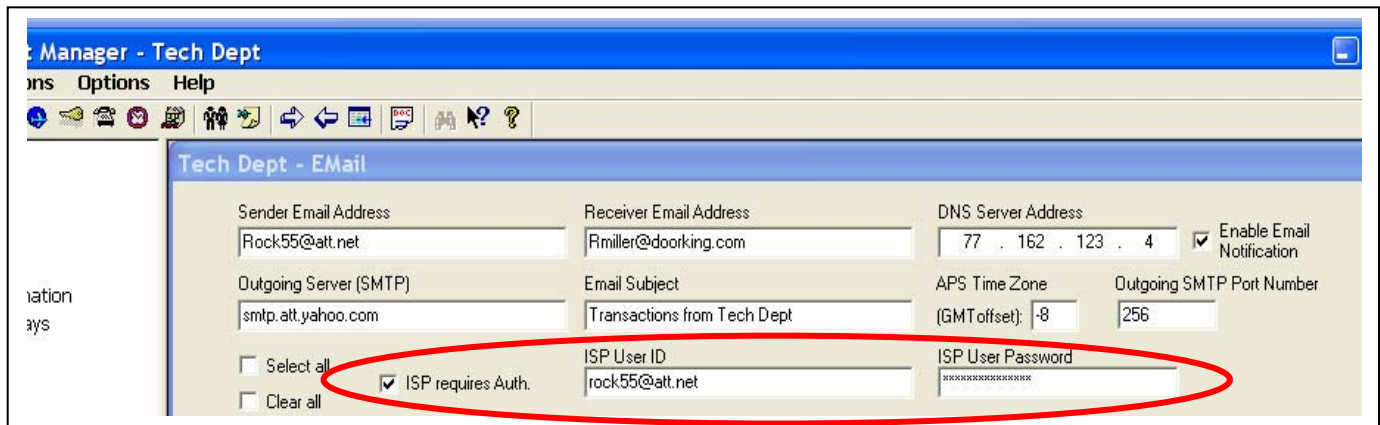 t Manager - Tech Dept
ons Options Help
Tech Dept - EMail
Sender Email Address Receiver Email Address DNS Server Address
Rock55@att.net Rmiller@doorking.com 77 . 162 . 123 . 4 Enable Email Notification
Outgoing Server (SMTP) Email Subject APS Time Zone Outgoing SMTP Port Number
nation
smtp.att.yahoo.com Transactions from Tech Dept (GMT offset): -8 256
ays
Select all ISP requires Auth. ISP User ID ISP User Password
rock55@att.net ***************
Clear all